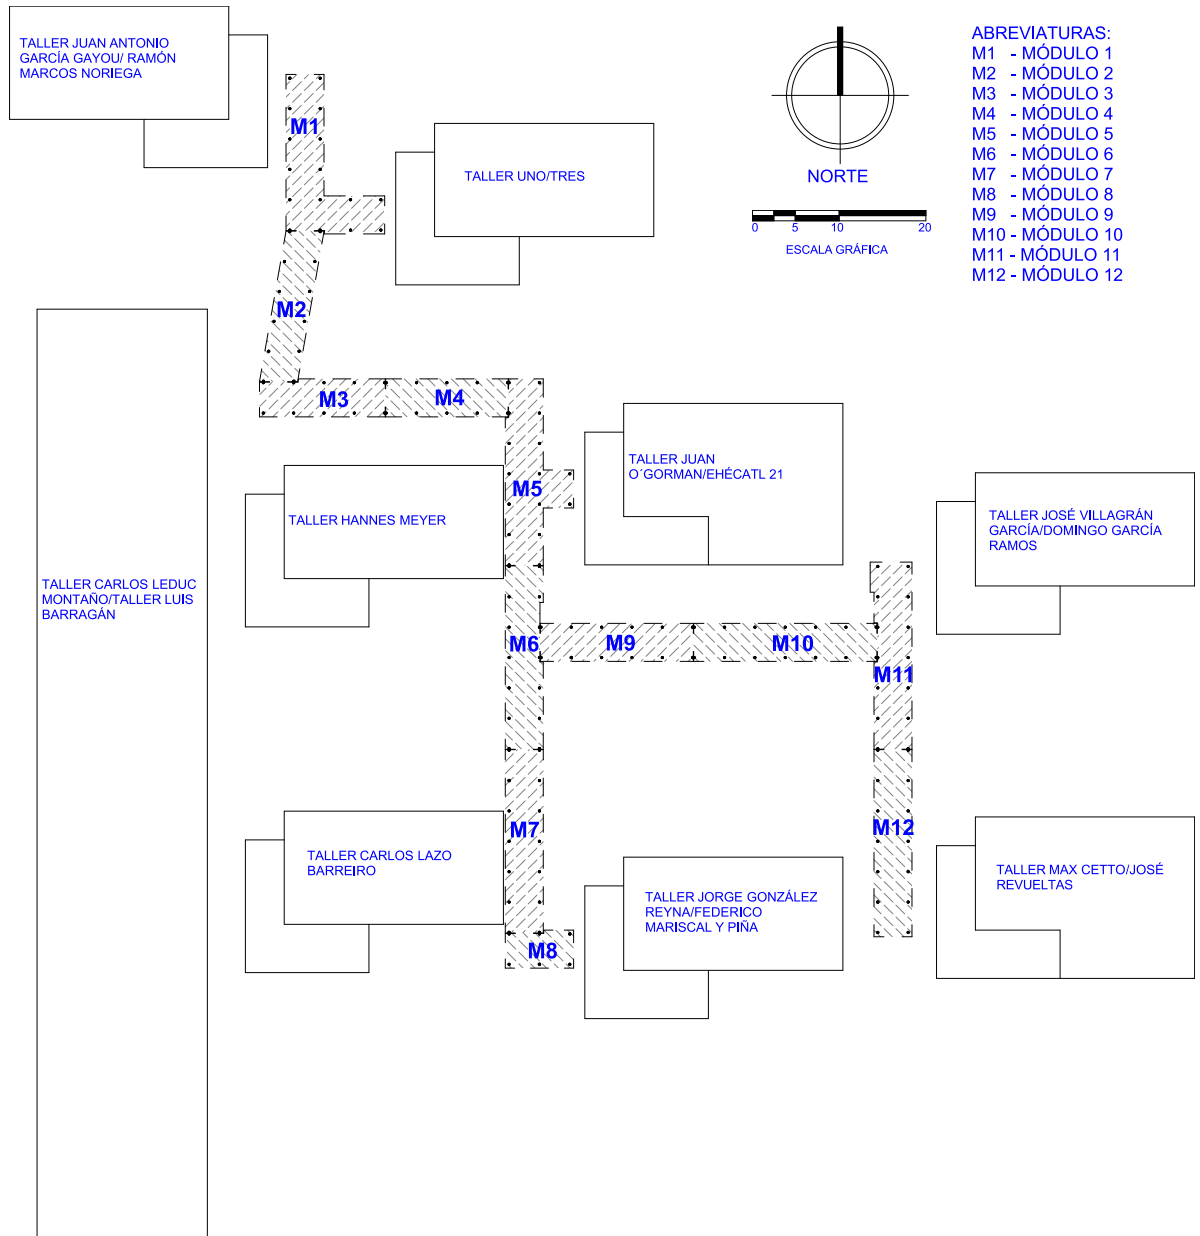 TALLER JUAN ANTONIO
GARCÍA GAYOU/ RAMÓN
MARCOS NORIEGA
M1
TALLER UNO/TRES
NORTE
0 5 10 20
ESCALA GRÁFICA
ABREVIATURAS:
M1 - MÓDULO 1
M2 - MÓDULO 2
M3 - MÓDULO 3
M4 - MÓDULO 4
M5 - MÓDULO 5
M6 - MÓDULO 6
M7 - MÓDULO 7
M8 - MÓDULO 8
M9 - MÓDULO 9
M10 - MÓDULO 10
M11 - MÓDULO 11
M12 - MÓDULO 12
M2
M3
M4
TALLER JUAN
O´GORMAN/EHÉCATL 21
M5
TALLER HANNES MEYER
TALLER JOSÉ VILLAGRÁN
GARCÍA/DOMINGO GARCÍA
RAMOS
TALLER CARLOS LEDUC
MONTAÑO/TALLER LUIS
BARRAGÁN
M6
M9
M10
M11
M7
M12
TALLER CARLOS LAZO
BARREIRO
TALLER JORGE GONZÁLEZ
REYNA/FEDERICO
MARISCAL Y PIÑA
TALLER MAX CETTO/JOSÉ
REVUELTAS
M8